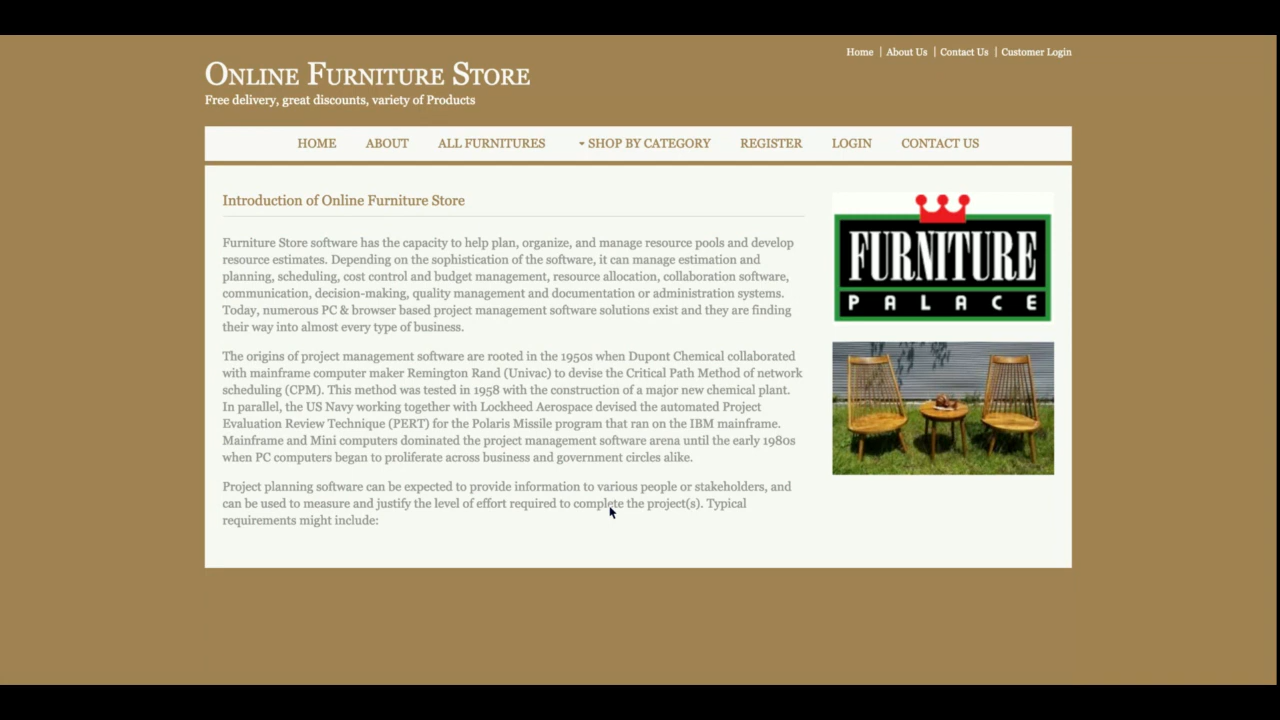 Home | About Us | Contact Us | Customer Login
Online Furniture Store
Free delivery, great discounts, variety of Products
HOME ABOUT ALL FURNITURES SHOP BY CATEGORY REGISTER LOGIN CONTACT US
Introduction of Online Furniture Store
Furniture Store software has the capacity to help plan, organize, and manage resource pools and develop
resource estimates. Depending on the sophistication of the software, it can manage estimation and
planning, scheduling, cost control and budget management, resource allocation, collaboration software,
communication, decision-making, quality management and documentation or administration systems.
Today, numerous PC & browser based project management software solutions exist and they are finding
their way into almost every type of business.
The origins of project management software are rooted in the 1950s when Dupont Chemical collaborated
with mainframe computer maker Remington Rand (Univac) to devise the Critical Path Method of network
scheduling (CPM). This method was tested in 1958 with the construction of a major new chemical plant.
In parallel, the US Navy working together with Lockheed Aerospace devised the automated Project
Evaluation Review Technique (PERT) for the Polaris Missile program that ran on the IBM mainframe.
Mainframe and Mini computers dominated the project management software arena until the early 1980s
when PC computers began to proliferate across business and government circles alike.
Project planning software can be expected to provide information to various people or stakeholders, and
can be used to measure and justify the level of effort required to complete the project(s). Typical
requirements might include:
FURNITURE
PALACE